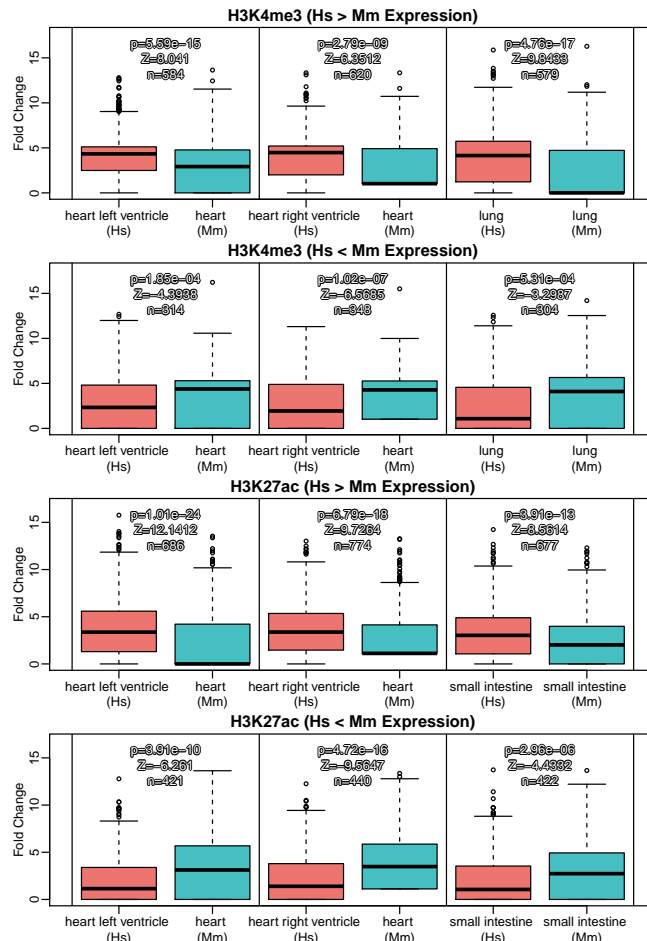 H3K4me3 (Hs > Mm Expression)
p=5.59e−15 p=2.79e−09 p=4.76e−17
Z=8.041 Z=6.3512 Z=9.8433
n=584 n=620 n=579
Fold Change
0 5 10 15
heart left ventricle heart heart right ventricle heart lung lung
(Hs) (Mm) (Hs) (Mm) (Hs) (Mm)
H3K4me3 (Hs < Mm Expression)
p=1.85e−04 p=1.02e−07 p=5.31e−04
Z=−4.3938 Z=−6.5685 Z=−3.2987
n=314 n=348 n=304
Fold Change
0 5 10 15
heart left ventricle heart heart right ventricle heart lung lung
(Hs) (Mm) (Hs) (Mm) (Hs) (Mm)
H3K27ac (Hs > Mm Expression)
p=1.01e−24 p=6.79e−18 p=3.91e−13
Z=12.1412 Z=9.7264 Z=8.5614
n=686 n=774 n=677
Fold Change
0 5 10 15
heart left ventricle heart heart right ventricle heart small intestine small intestine
(Hs) (Mm) (Hs) (Mm) (Hs) (Mm)
H3K27ac (Hs < Mm Expression)
p=3.91e−10 p=4.72e−16 p=2.96e−06
Z=−6.261 Z=−9.5647 Z=−4.4332
n=421 n=440 n=422
Fold Change
0 5 10 15
heart left ventricle heart heart right ventricle heart small intestine small intestine
(Hs) (Mm) (Hs) (Mm) (Hs) (Mm)